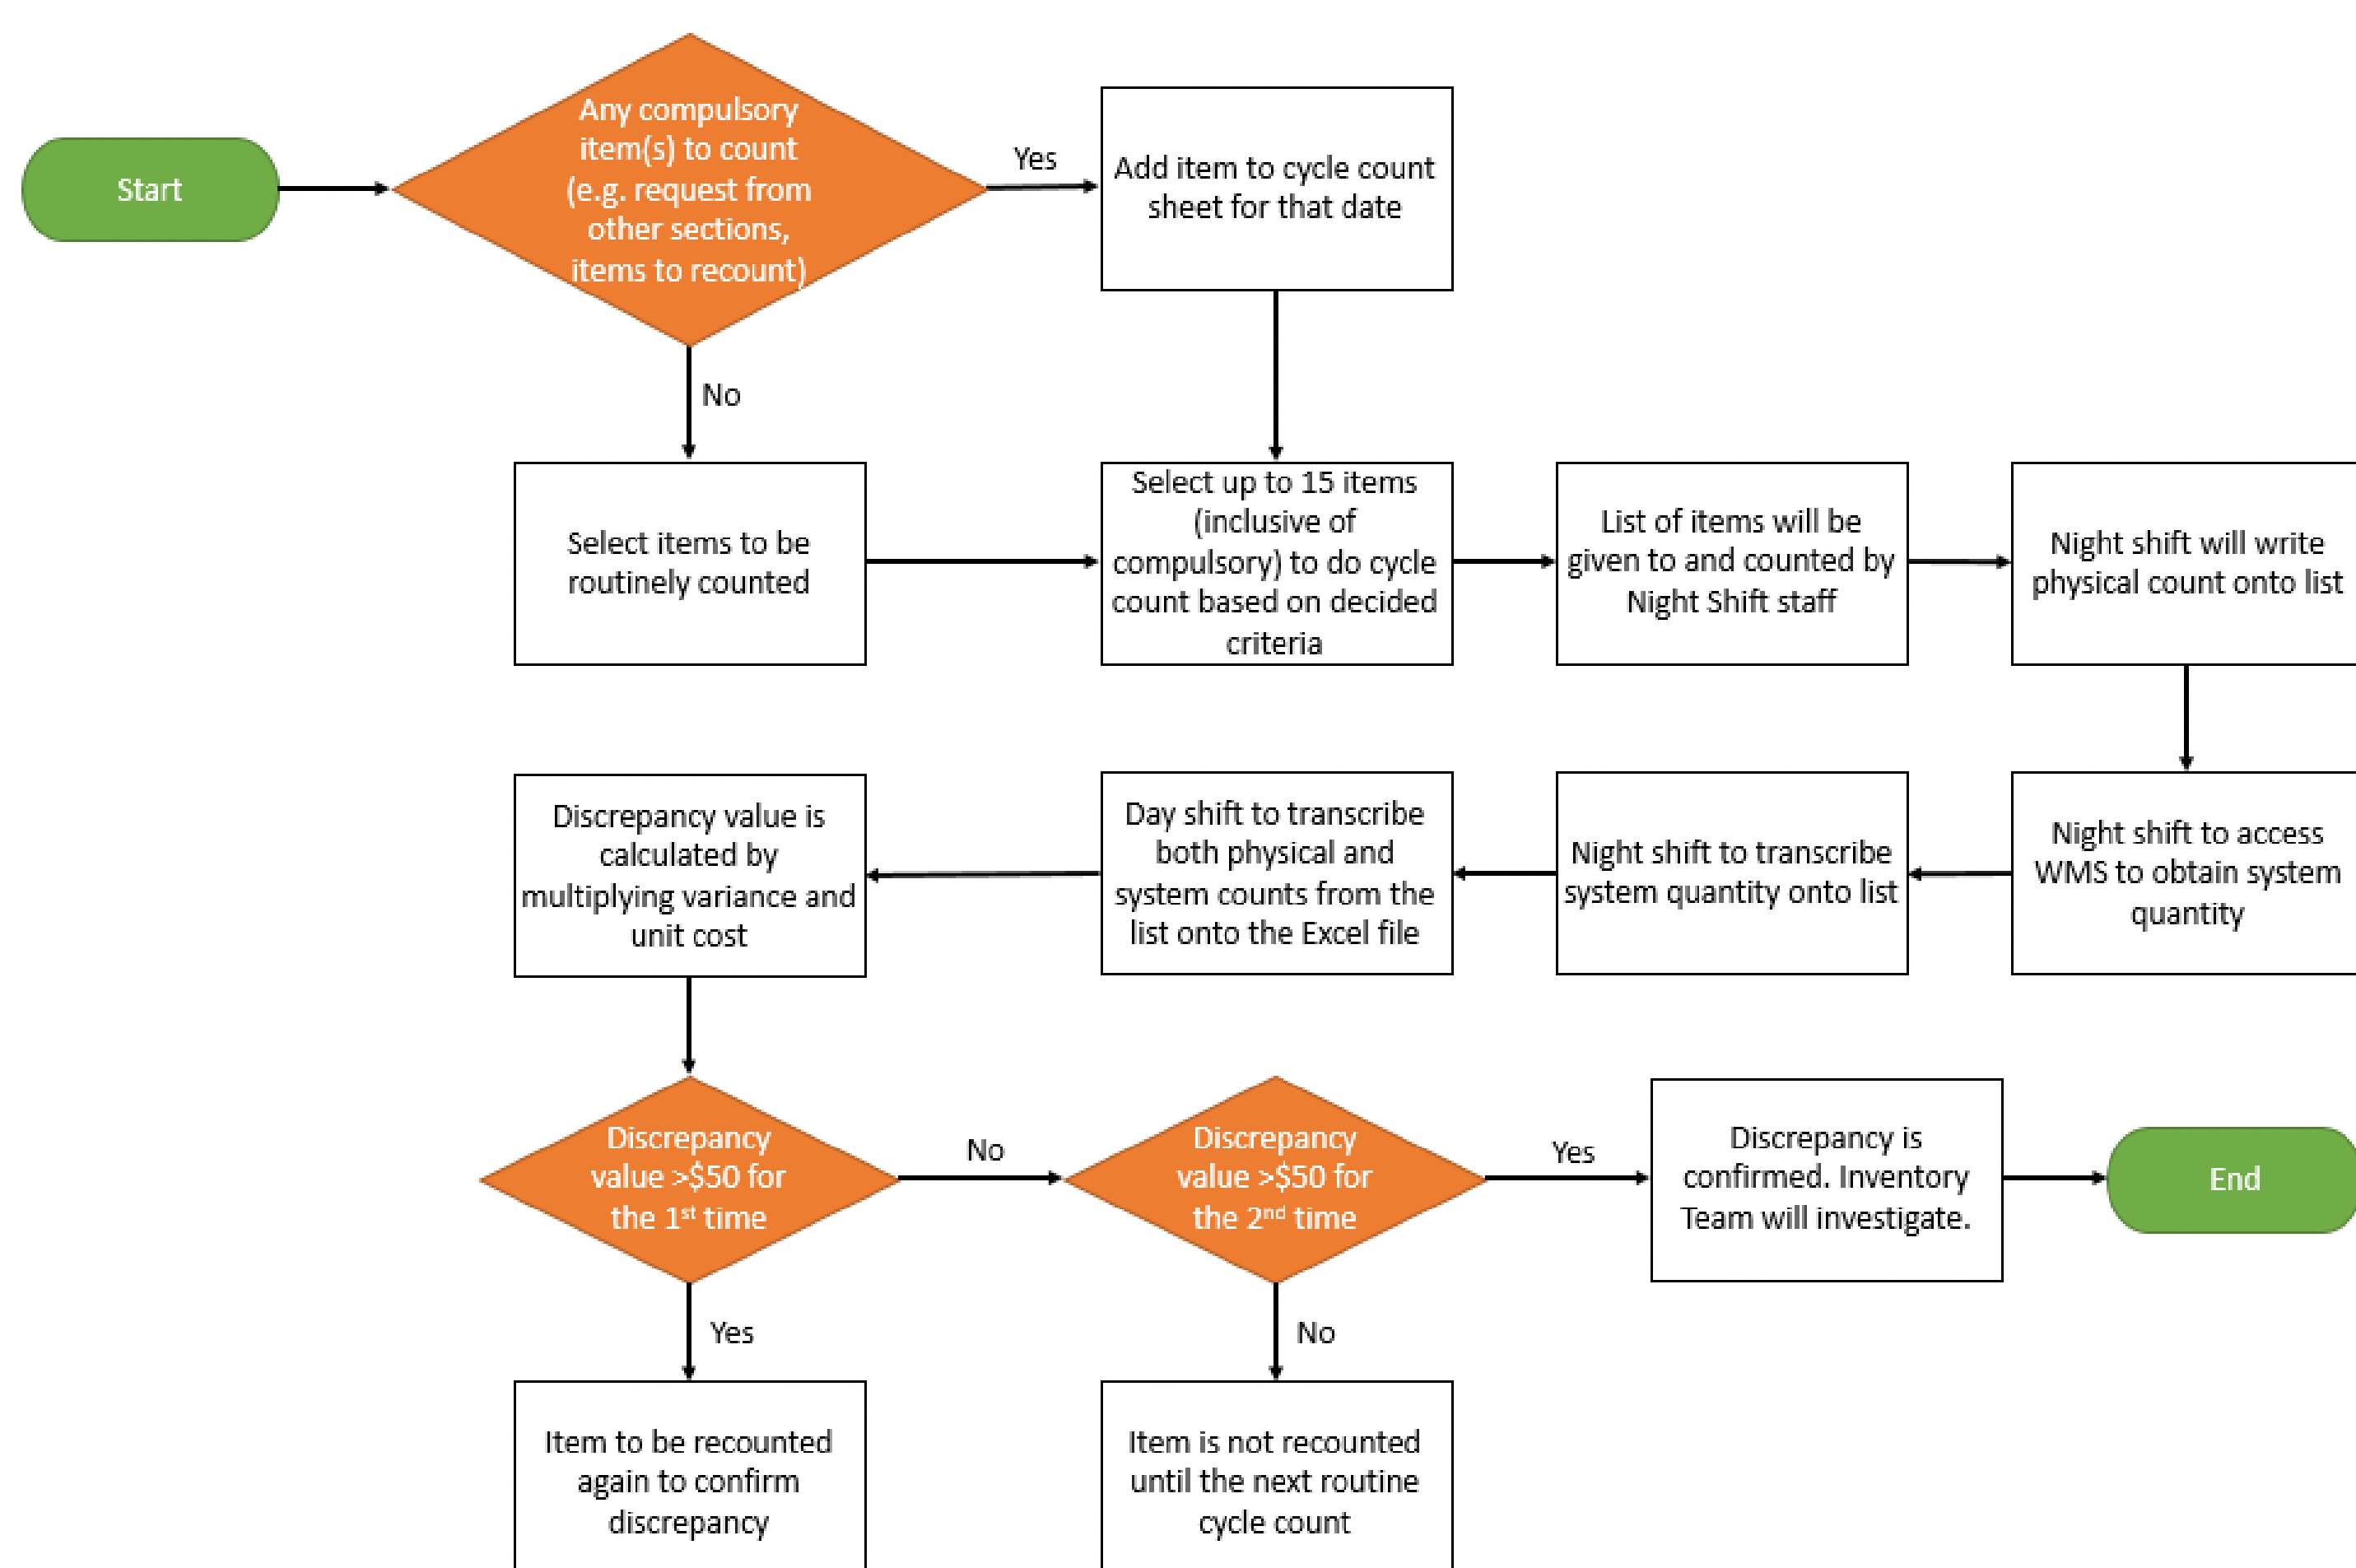 Start
Any compulsory
item(s) to count
(e.g. request from
other sections,
items to recount)
Yes
Add item to cycle count
sheet for that date
No
Select items to be
routinely counted
Select up to 15 items
(inclusive of
compulsory) to do cycle
count based on decided
criteria
List of items will be
given to and counted by
Night Shift staff
Night shift will write
physical count onto list
Discrepancy value is
calculated by
multiplying variance and
unit cost
Day shift to transcribe
both physical and
system counts from the
list onto the Excel file
Night shift to transcribe
system quantity onto list
Night shift to access
WMS to obtain system
quantity
Discrepancy
value >$50 for
the 1st time
No
Discrepancy
value >$50 for
the 2nd time
Yes
Discrepancy is
confirmed. Inventory
Team will investigate.
End
Yes
No
Item to be recounted
again to confirm
discrepancy
Item is not recounted
until the next routine
cycle count